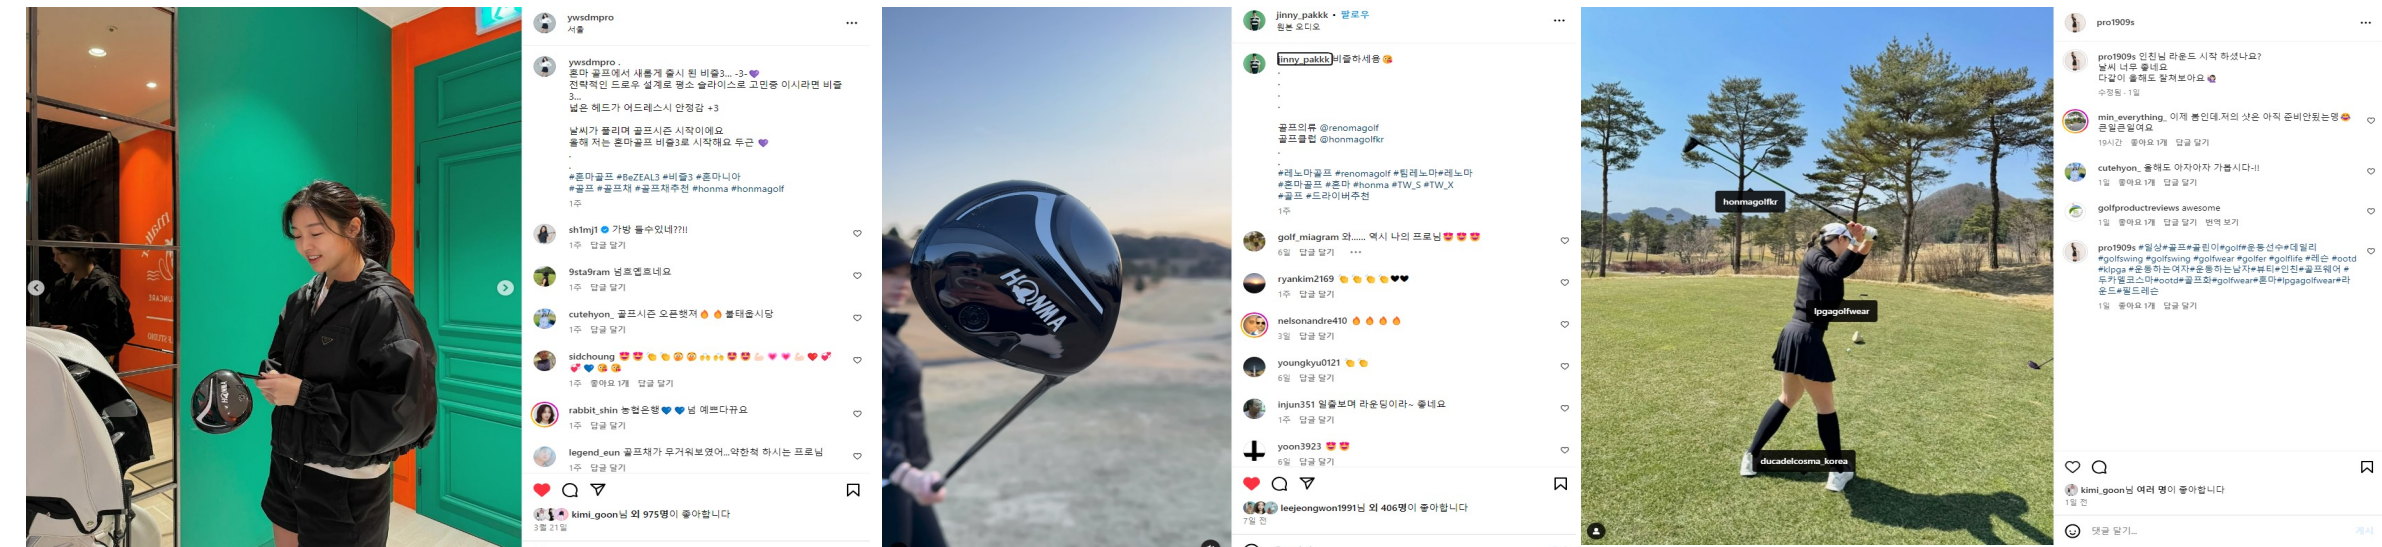 ywsdmpro
서울
ywsdmpro .
혼마 골프에서 새롭게 출시 된 비즐3... -3-💜
전략적인 드로우 설계로 평소 슬라이스로 고민중 이시라면 비즐
3...
넓은 헤드가 어드레스시 안정감 +3
날씨가 풀리며 골프시즌 시작이에요
올해 저는 혼마골프 비즐3로 시작해요 두근 💜
.
.
#혼마골프 #BeZEAL3 #비즐3 #혼마니아
#골프 #골프채 #골프채추천 #honma #honmagolf
1주
sh1mj1 가방 들수있네??!!
1주 답글 달기
9sta9ram 넘흐옙흐네요
1주 답글 달기
cutehyon_ 골프시즌 오픈햇져🔥🔥불태웁시당
1주 답글 달기
sidchoung
1주 좋아요 1개 답글 달기
rabbit_shin 농협은행💙💙넘 예쁘다뀨요
1주 답글 달기
legend_eun 골프채가 무거워보였어...약한척 하시는 프로님
1주 답글 달기
kimi_goon님 외 975명이 좋아합니다
3월 21일
HONMA
jinny_pakkk • 팔로우
원본 오디오
jinny_pakkk 비즐하세용😘
.
.
.
.
골프의류 @renomagolf
골프클럽 @honmagolfkr
.
.
#레노마골프 #renomagolf #팀레노마#레노마
#혼마골프 #혼마 #honma #TW_S #TW_X
#골프 #드라이버추천
1주
golf_miagram 와...... 역시 나의 프로님😍😍😍
6일 답글 달기 •••
ryankim2169 👏👏👏👏🖤🖤
1주 답글 달기
nelsonandre410 🔥🔥🔥🔥
3일 답글 달기
youngkyu0121 👏👏
6일 답글 달기
injun351 일출보며 라운딩이라~ 좋네요
1주 답글 달기
yoon3923 😍😍
6일 답글 달기
leejeongwon1991님 외 406명이 좋아합니다
7일 전
HONMA
honmagolfkr
lpgagolfwear
ducadelcosma_korea
pro1909s
pro1909s 인친님 라운드 시작 하셨나요?
날씨 너무 좋네요
다같이 올해도 잘쳐보아요
수정됨 · 1일
min_everything_ 이제 봄인데.저의 샷은 아직 준비안됬는뎅
큰일큰일여요
19시간 좋아요 1개 답글 달기
cutehyon_ 올해도 아자아자 가봅시다-!!
1일 좋아요 1개 답글 달기
golfproductreviews awesome
1일 좋아요 1개 답글 달기 번역 보기
pro1909s #일상#골프#골린이#golf#운동선수#데일리
#golfswing #golfswing #golfwear #golfer #golflife #레슨 #ootd
#klpga #운동하는여자#운동하는남자#뷰티#인친#골프웨어 #
두카델코스마#ootd#골프화#golfwear#혼마#lpgagolfwear#라
운드#필드레슨
1일 좋아요 1개 답글 달기
kimi_goon님 여러 명이 좋아합니다
1일 전
댓글 달기...
게시